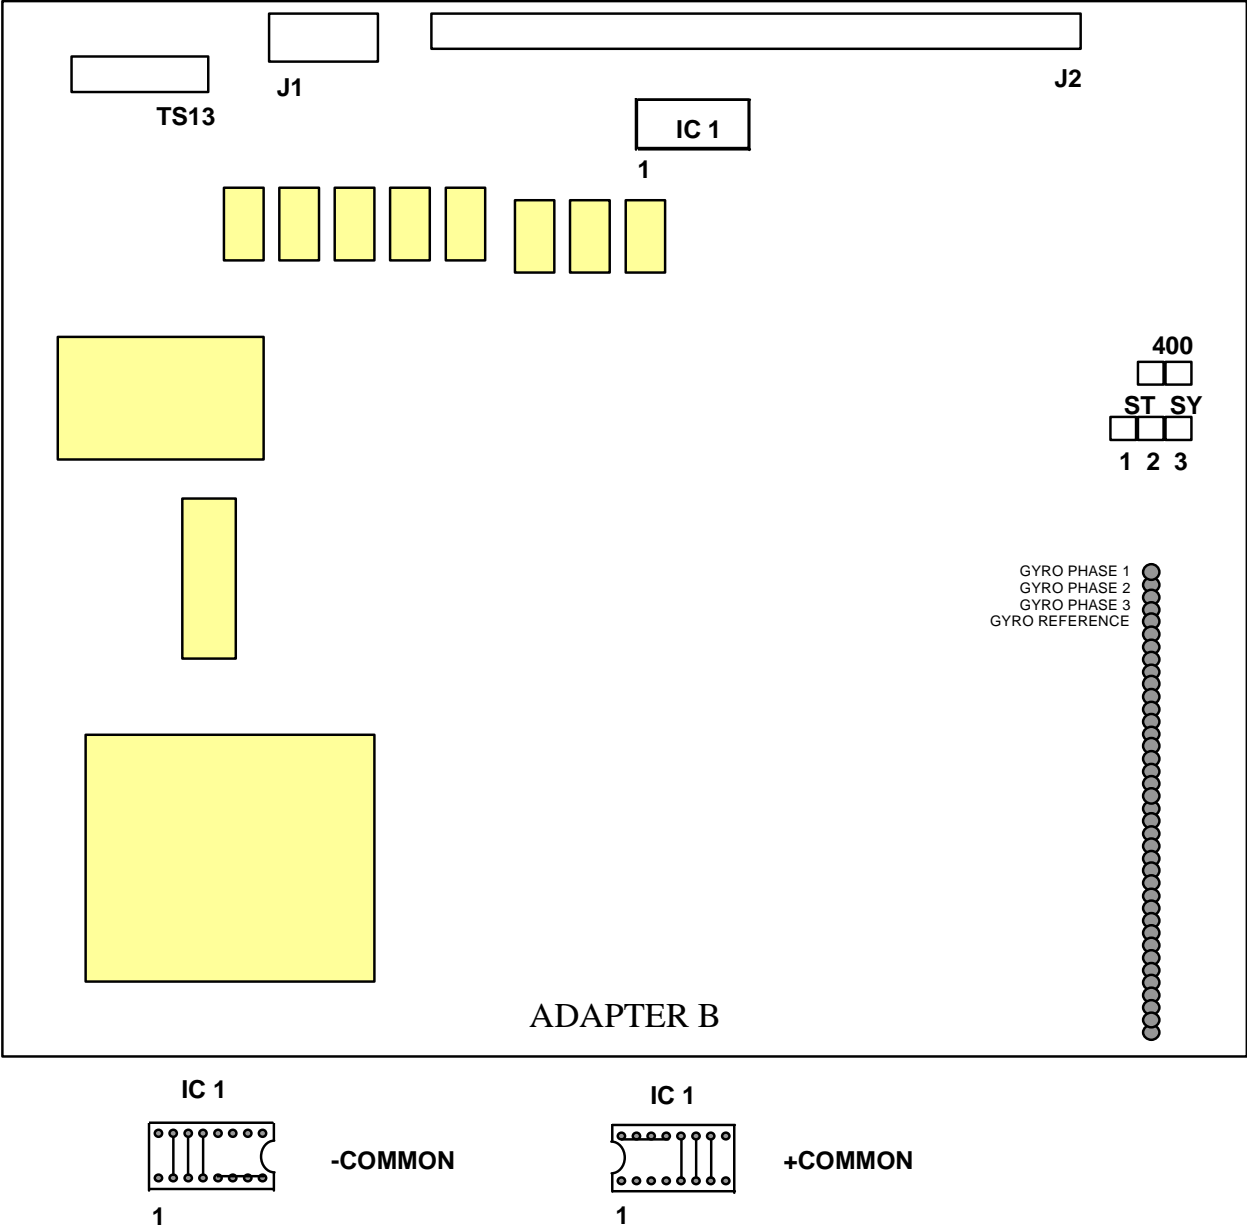 J1
J2
TS13
IC 1
1
400
ST SY
1 2 3
GYRO PHASE 1
GYRO PHASE 2
GYRO PHASE 3
GYRO REFERENCE
ADAPTER B
IC 1
IC 1
-COMMON
+COMMON
1
1